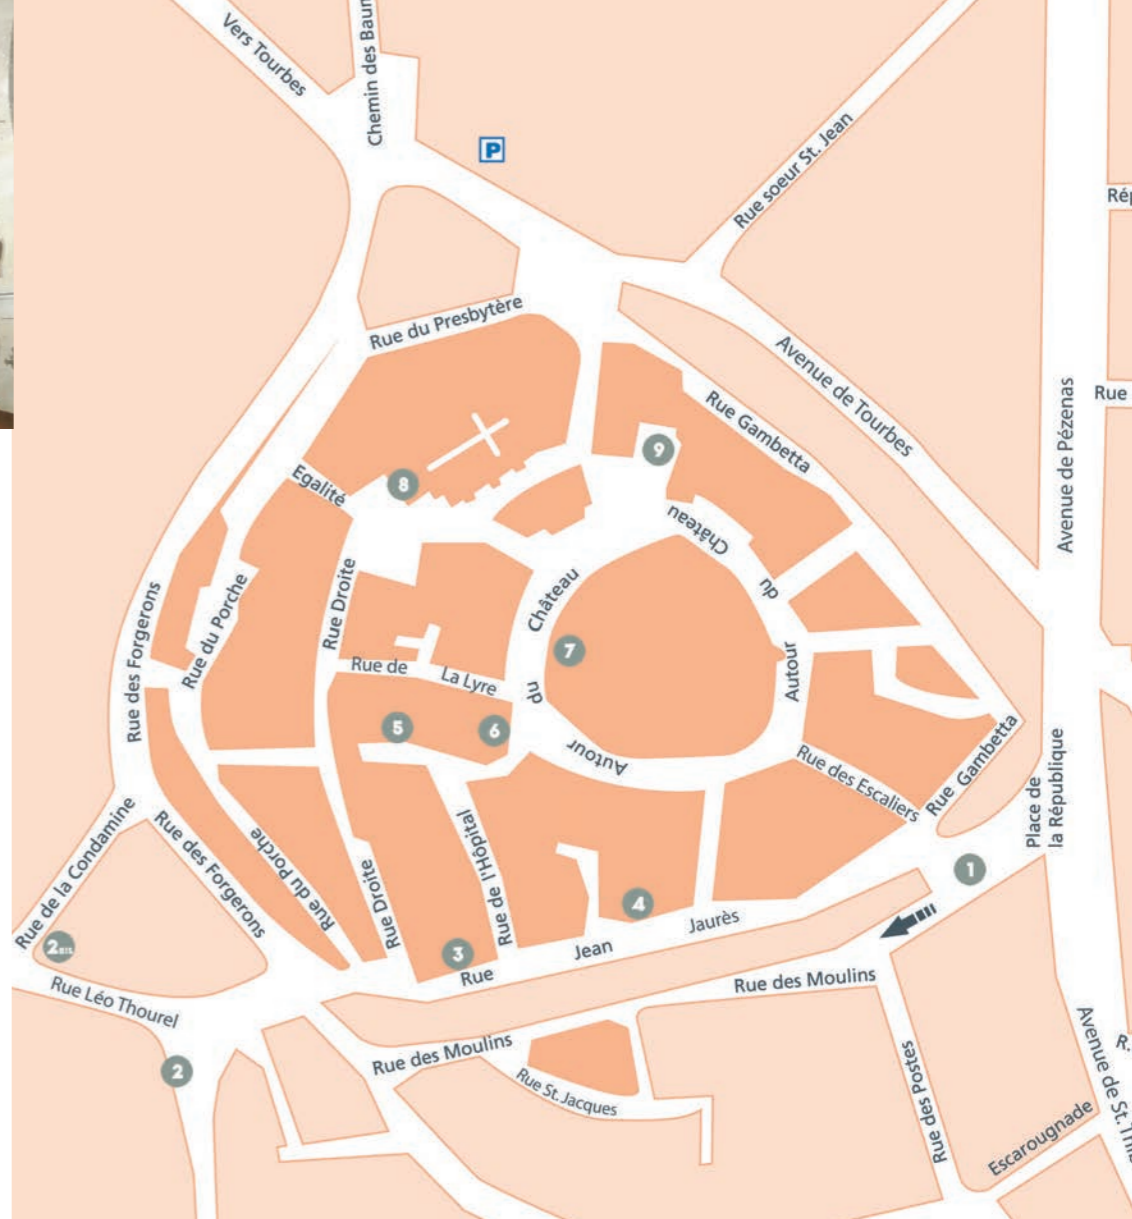 Vers Tourbes
Chemin des Baum
P
Rue soeur St. Jean
Rép
Rue du Presbytère
Avenue de Tourbes
Rue Gambetta
Avenue de Pézenas
Rue
9
8
Egalité
Château
du
Autour
Château
du
Autour
7
Rue Droite
Rue du Porche
Rue des Forgerons
Rue de
La Lyre
5
6
Rue des Escaliers
Rue Gambetta
Place de
la République
Rue de l'Hôpital
Rue de la Condamine
Rue des Forgerons
Rue du Porche
Rue Droite
1
4
3
Rue
Jean
Jaurès
2BIS
Rue Léo Thourel
2
Rue des Moulins
Rue des Moulins
Rue St. Jacques
Rue des Postes
Escarougnade
Avenue de St. Thi
R.